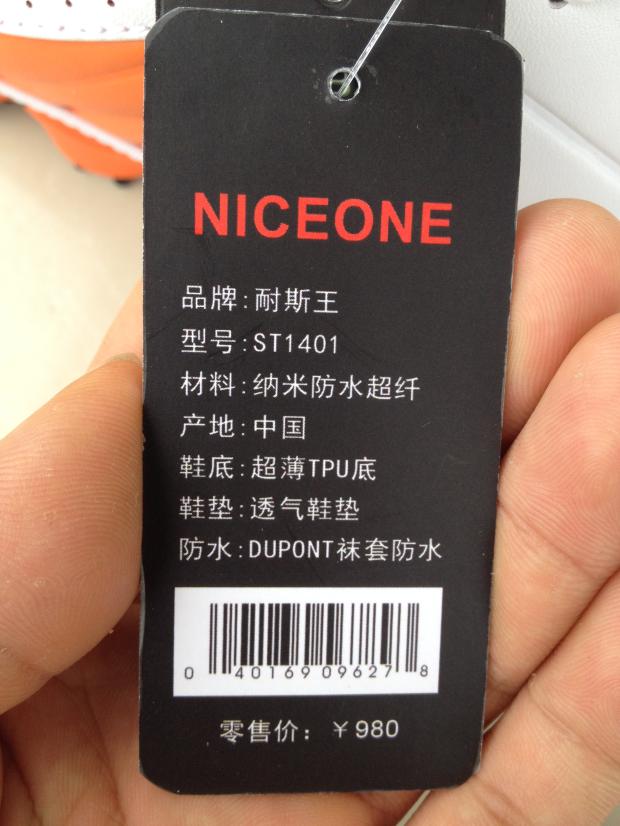 NICEONE
品牌:耐斯王
型号:ST1401
材料:纳米防水超纤
产地:中国
鞋底:超薄TPU底
鞋垫:透气鞋垫
防水:DUPONT袜套防水
0 40169 09627 8
零售价: ￥980